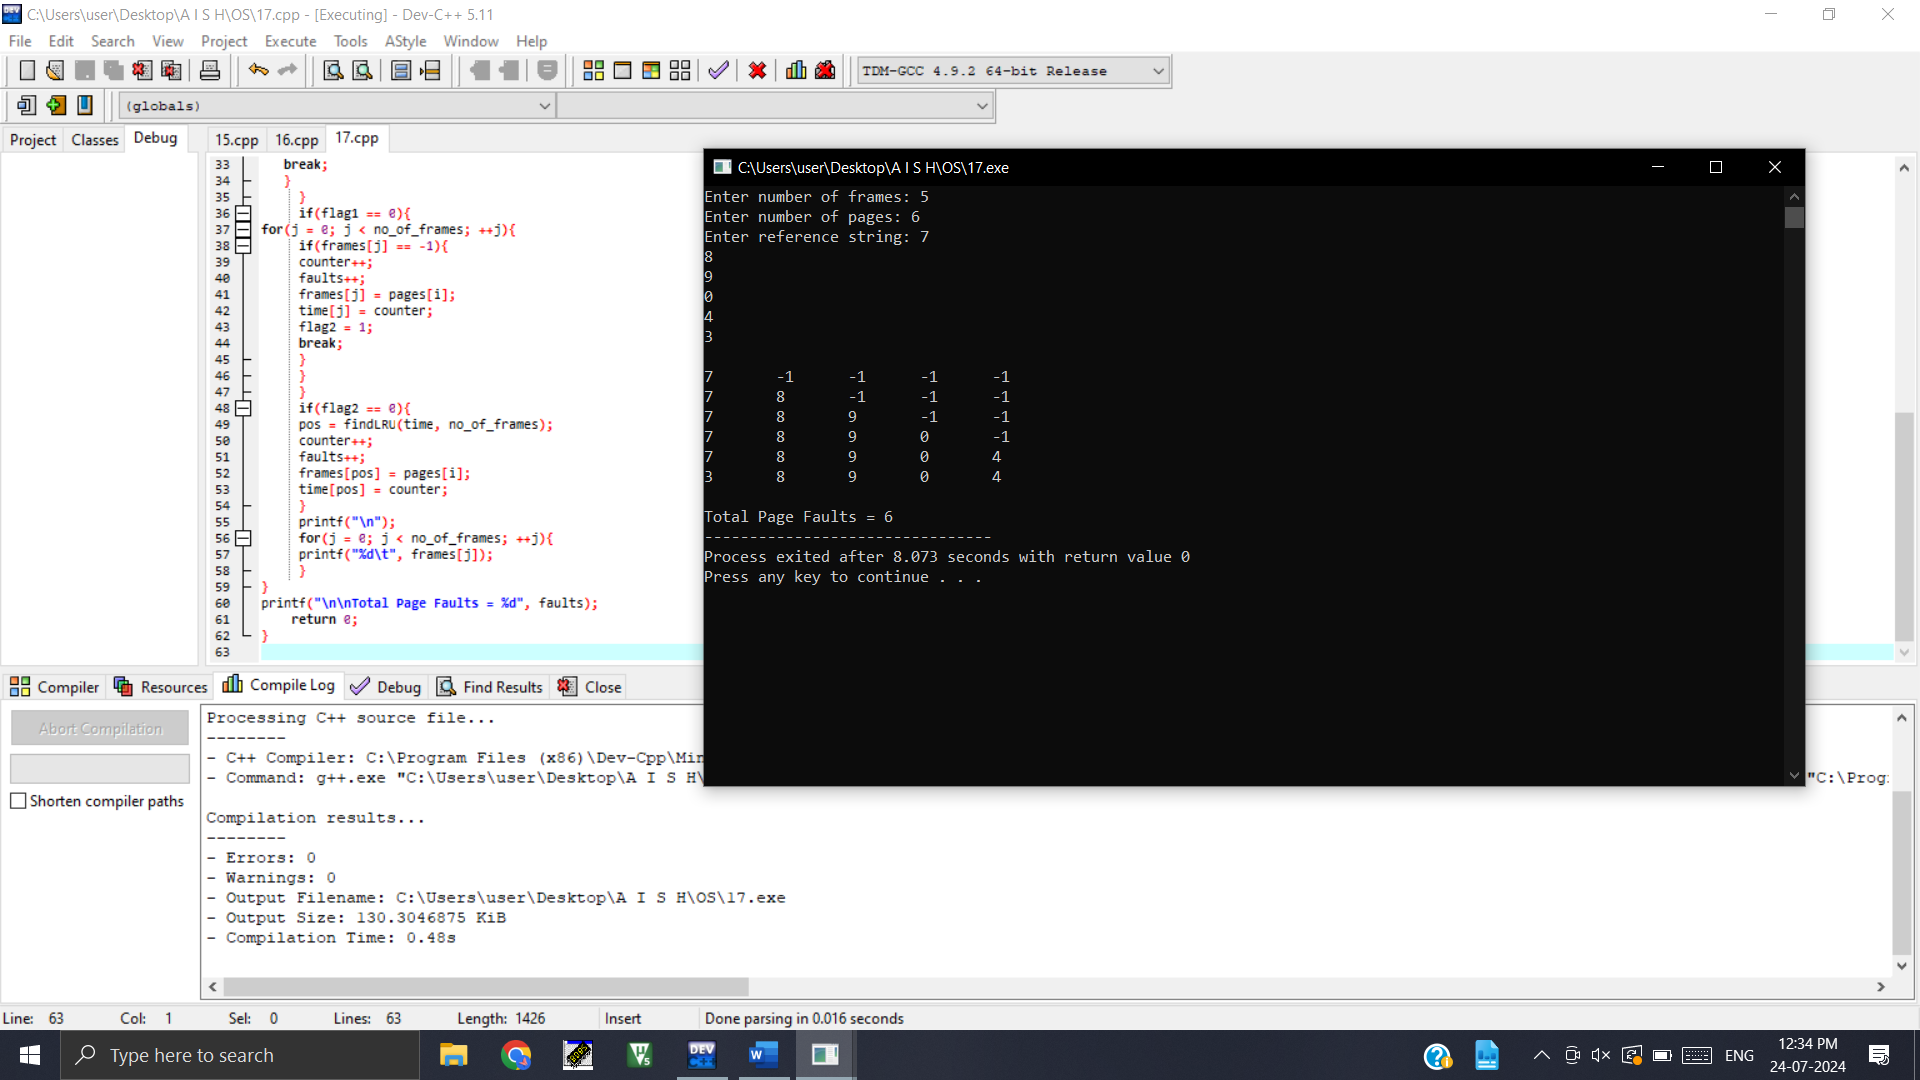 C:\Users\user\Desktop\A I S H\OS\17.cpp - [Executing] - Dev-C++ 5.11
File Edit Search View Project Execute Tools AStyle Window Help
TDM-GCC 4.9.2 64-bit Release
(globals)
Project Classes Debug
15.cpp 16.cpp 17.cpp
33 break;
34 }
35 }
36 if(flag1 == 0){
37 for(j = 0; j < no_of_frames; ++j){
38 if(frames[j] == -1){
39 counter++;
40 faults++;
41 frames[j] = pages[i];
42 time[j] = counter;
43 flag2 = 1;
44 break;
45 }
46 }
47 }
48 if(flag2 == 0){
49 pos = findLRU(time, no_of_frames);
50 counter++;
51 faults++;
52 frames[pos] = pages[i];
53 time[pos] = counter;
54 }
55 printf("\n");
56 for(j = 0; j < no_of_frames; ++j){
57 printf("%d\t", frames[j]);
58 }
59 }
60 printf("\n\nTotal Page Faults = %d", faults);
61 return 0;
62 }
63
C:\Users\user\Desktop\A I S H\OS\17.exe
Enter number of frames: 5
Enter number of pages: 6
Enter reference string: 7
8
9
0
4
3
7 -1 -1 -1 -1
7 8 -1 -1 -1
7 8 9 -1 -1
7 8 9 0 -1
7 8 9 0 4
3 8 9 0 4
Total Page Faults = 6
--------------------------------
Process exited after 8.073 seconds with return value 0
Press any key to continue . . .
Compiler Resources Compile Log Debug Find Results Close
Abort Compilation
Shorten compiler paths
Processing C++ source file...
--------
- C++ Compiler: C:\Program Files (x86)\Dev-Cpp\Min
- Command: g++.exe "C:\Users\user\Desktop\A I S H\ "C:\Prog
Compilation results...
--------
- Errors: 0
- Warnings: 0
- Output Filename: C:\Users\user\Desktop\A I S H\OS\17.exe
- Output Size: 130.3046875 KiB
- Compilation Time: 0.48s
Line: 63 Col: 1 Sel: 0 Lines: 63 Length: 1426 Insert Done parsing in 0.016 seconds
Type here to search
DEV
ENG
12:34 PM
24-07-2024